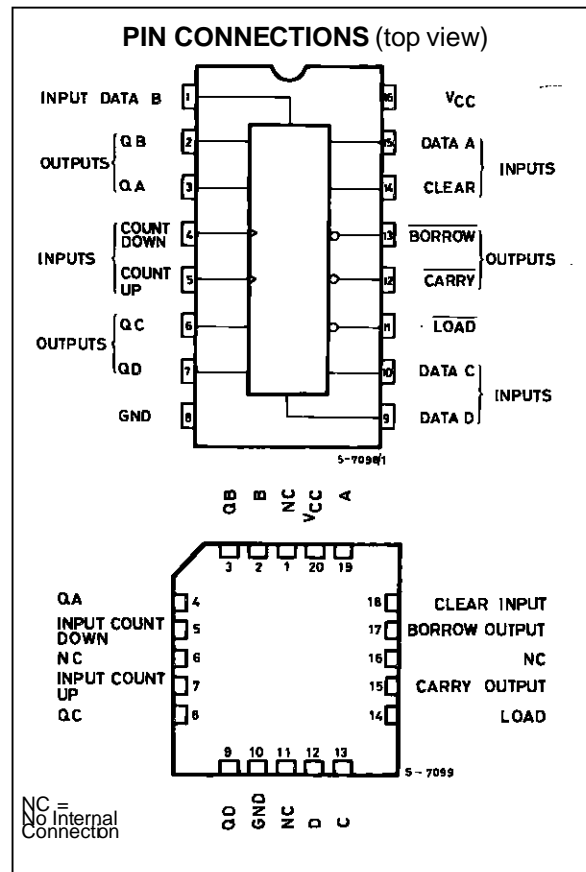 PIN CONNECTIONS (top view)
INPUT DATA B 1 16 VCC
QB 2 15 DATA A
OUTPUTS INPUTS
QA 3 14 CLEAR
COUNT DOWN 4 13 BORROW
INPUTS OUTPUTS
COUNT UP 5 12 CARRY
QC 6 11 LOAD
OUTPUTS
QD 7 10 DATA C
INPUTS
GND 8 9 DATA D
S-7098/1
QB B NC VCC A
3 2 1 20 19
QA 4 18 CLEAR INPUT
INPUT COUNT DOWN 5 17 BORROW OUTPUT
NC 6 16 NC
INPUT COUNT UP 7 15 CARRY OUTPUT
QC 8 14 LOAD
9 10 11 12 13
S-7099
QD GND NC D C
NC =
No Internal
Connection